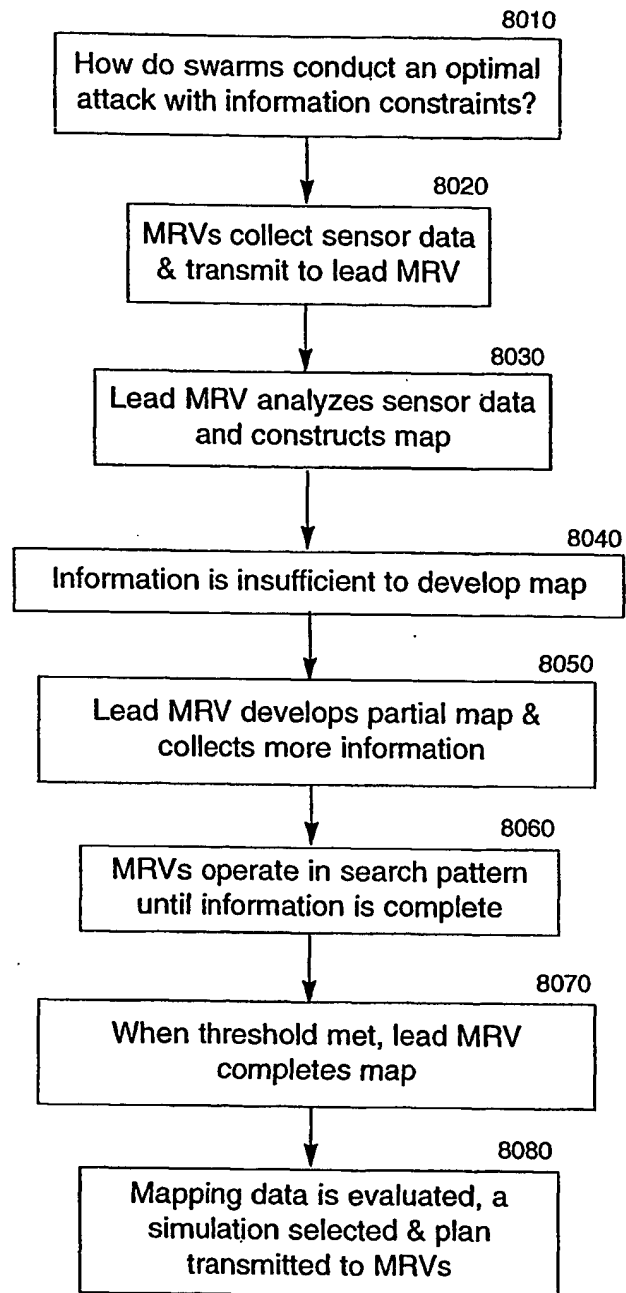 8010
How do swarms conduct an optimal
attack with information constraints?
8020
MRVs collect sensor data
& transmit to lead MRV
8030
Lead MRV analyzes sensor data
and constructs map
8040
Information is insufficient to develop map
8050
Lead MRV develops partial map &
collects more information
8060
MRVs operate in search pattern
until information is complete
8070
When threshold met, lead MRV
completes map
8080
Mapping data is evaluated, a
simulation selected & plan
transmitted to MRVs